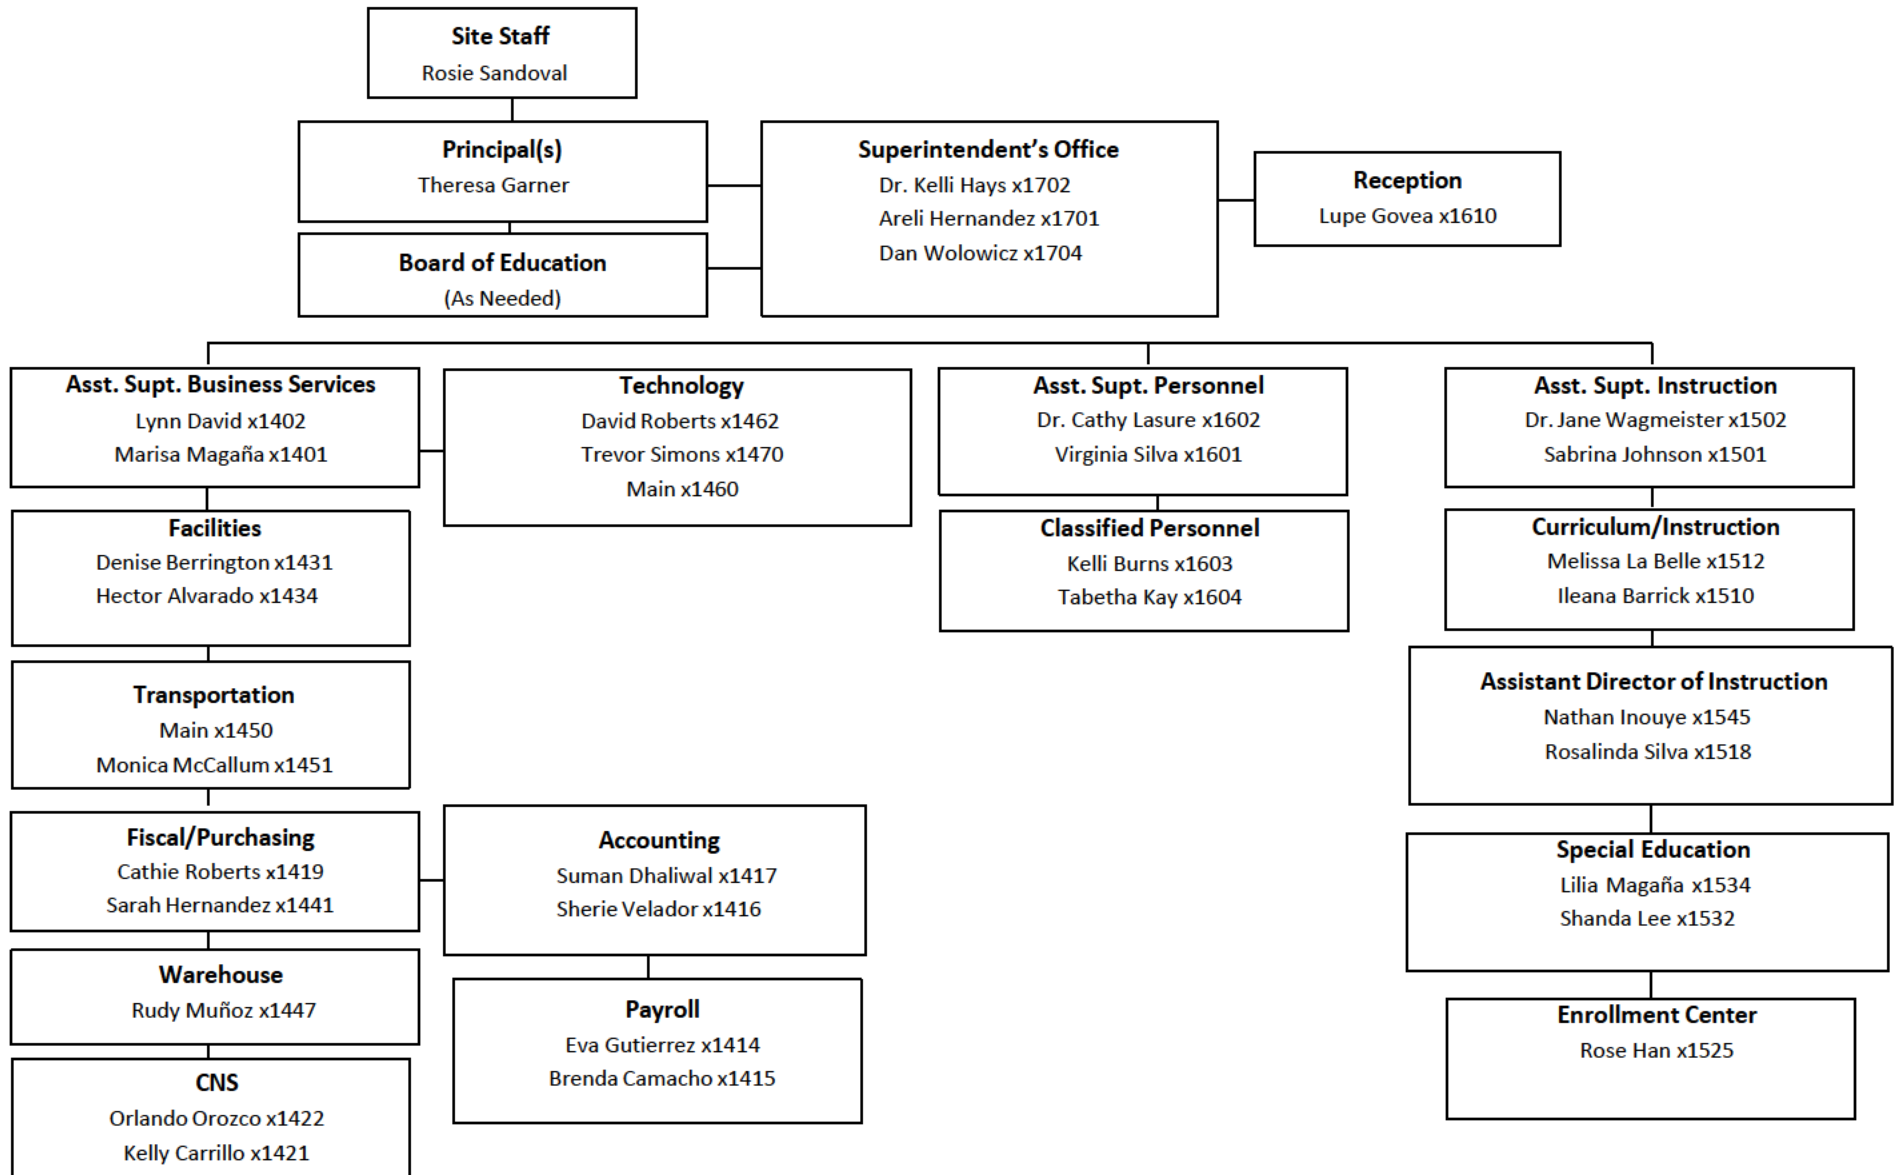 Site Staff
Rosie Sandoval
Principal(s)
Theresa Garner
Superintendent’s Office
Dr. Kelli Hays x1702
Areli Hernandez x1701
Dan Wolowicz x1704
Reception
Lupe Govea x1610
Board of Education
(As Needed)
Asst. Supt. Business Services
Lynn David x1402
Marisa Magaña x1401
Technology
David Roberts x1462
Trevor Simons x1470
Main x1460
Asst. Supt. Personnel
Dr. Cathy Lasure x1602
Virginia Silva x1601
Asst. Supt. Instruction
Dr. Jane Wagmeister x1502
Sabrina Johnson x1501
Facilities
Denise Berrington x1431
Hector Alvarado x1434
Classified Personnel
Kelli Burns x1603
Tabetha Kay x1604
Curriculum/Instruction
Melissa La Belle x1512
Ileana Barrick x1510
Transportation
Main x1450
Monica McCallum x1451
Assistant Director of Instruction
Nathan Inouye x1545
Rosalinda Silva x1518
Fiscal/Purchasing
Cathie Roberts x1419
Sarah Hernandez x1441
Accounting
Suman Dhaliwal x1417
Sherie Velador x1416
Special Education
Lilia Magaña x1534
Shanda Lee x1532
Warehouse
Rudy Muñoz x1447
Payroll
Eva Gutierrez x1414
Brenda Camacho x1415
Enrollment Center
Rose Han x1525
CNS
Orlando Orozco x1422
Kelly Carrillo x1421